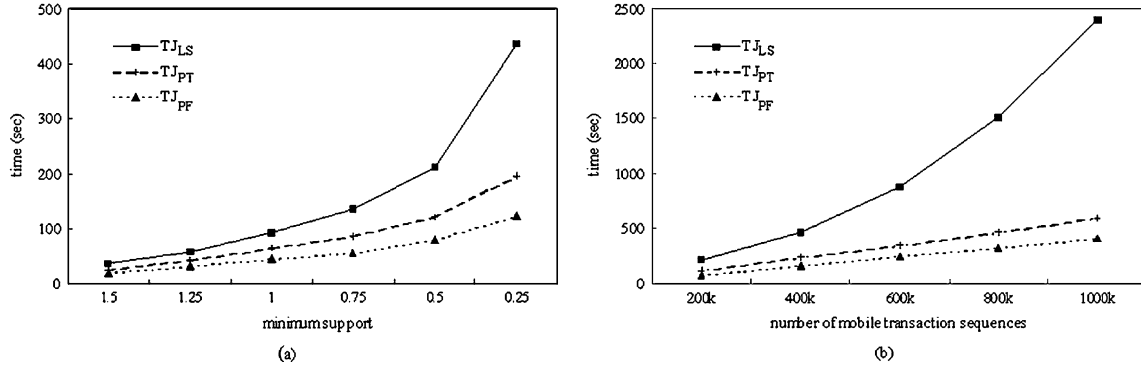 500
400
300
200
100
0
time (sec)
TJLS
TJPT
TJPF
1.5 1.25 1 0.75 0.5 0.25
minimum support
(a)
2500
2000
1500
1000
500
0
time (sec)
TJLS
TJPT
TJPF
200k 400k 600k 800k 1000k
number of mobile transaction sequences
(b)